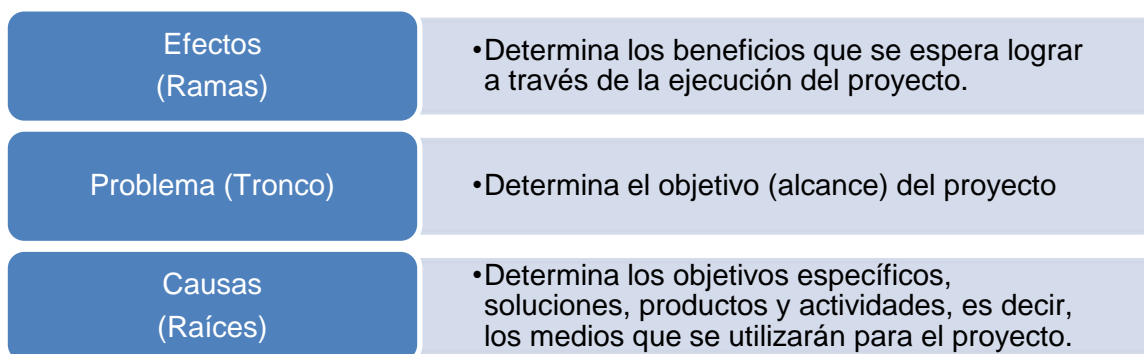 Efectos
(Ramas)
•Determina los beneficios que se espera lograr
a través de la ejecución del proyecto.
Problema (Tronco)
•Determina el objetivo (alcance) del proyecto
Causas
(Raíces)
•Determina los objetivos específicos,
soluciones, productos y actividades, es decir,
los medios que se utilizarán para el proyecto.